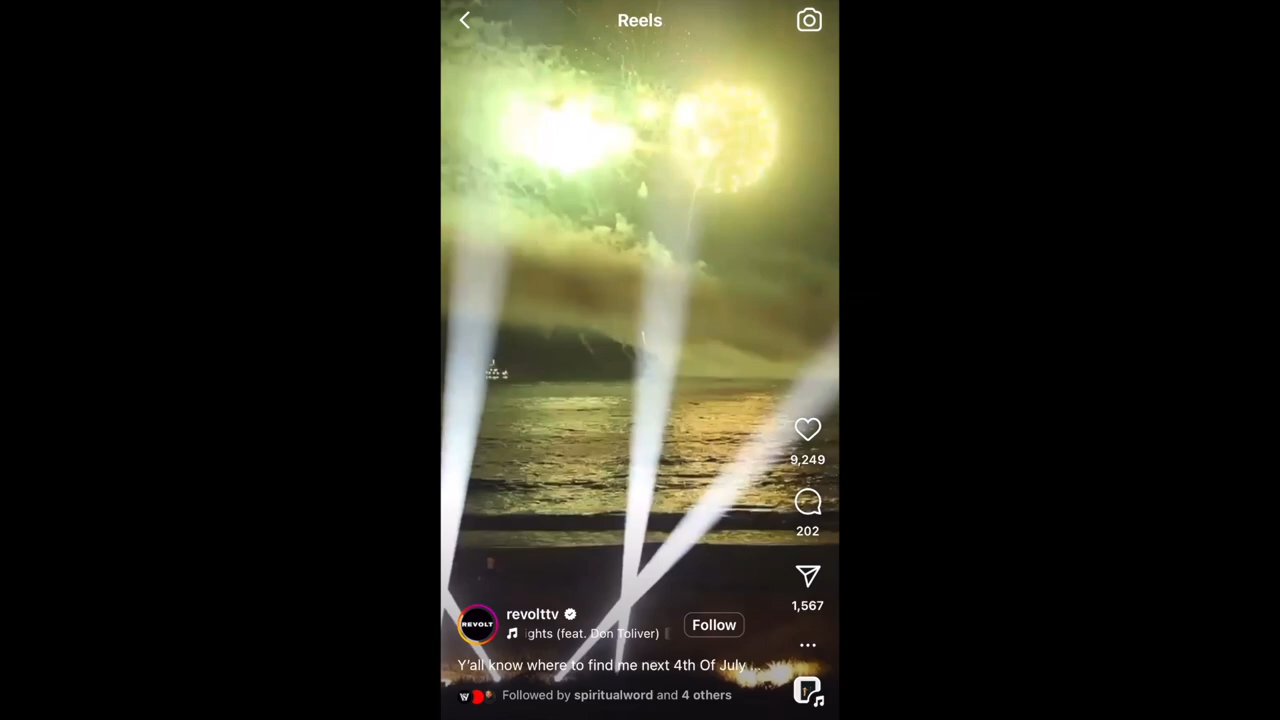 Reels
9,249
202
1,567
revolttv
REVOLT
ghts (feat. Don Toliver)
Follow
Y'all know where to find me next 4th Of July ...
Followed by spiritualword and 4 others